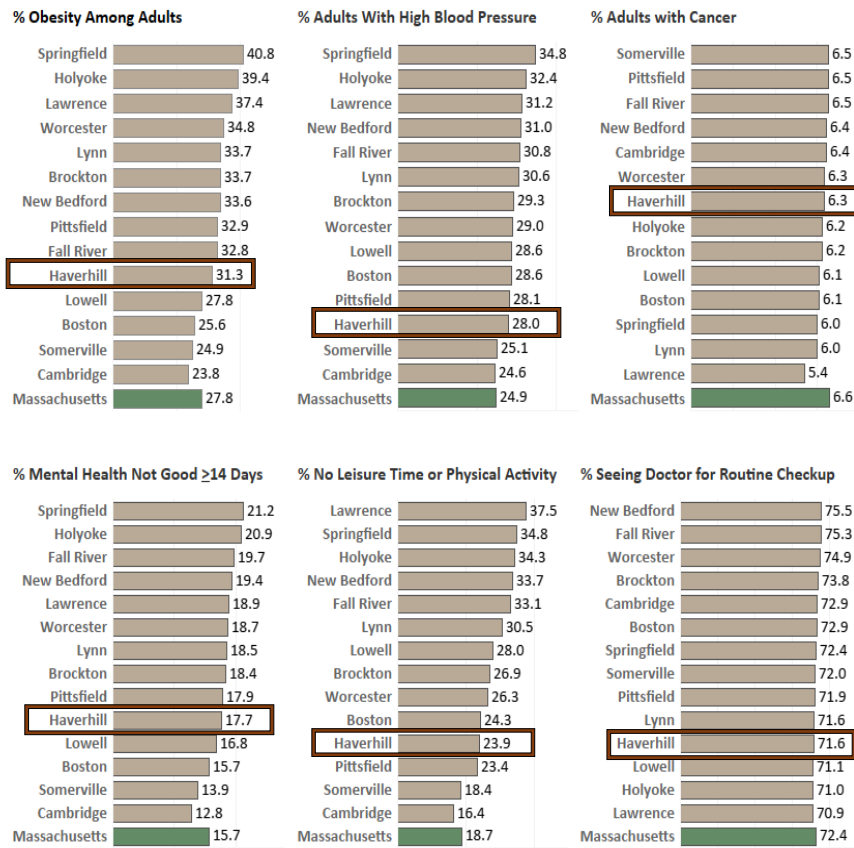 % Obesity Among Adults
Springfield 40.8
Holyoke 39.4
Lawrence 37.4
Worcester 34.8
Lynn 33.7
Brockton 33.7
New Bedford 33.6
Pittsfield 32.9
Fall River 32.8
Haverhill 31.3
Lowell 27.8
Boston 25.6
Somerville 24.9
Cambridge 23.8
Massachusetts 27.8
% Adults With High Blood Pressure
Springfield 34.8
Holyoke 32.4
Lawrence 31.2
New Bedford 31.0
Fall River 30.8
Lynn 30.6
Brockton 29.3
Worcester 29.0
Lowell 28.6
Boston 28.6
Pittsfield 28.1
Haverhill 28.0
Somerville 25.1
Cambridge 24.6
Massachusetts 24.9
% Adults with Cancer
Somerville 6.5
Pittsfield 6.5
Fall River 6.5
New Bedford 6.4
Cambridge 6.4
Worcester 6.3
Haverhill 6.3
Holyoke 6.2
Brockton 6.2
Lowell 6.1
Boston 6.1
Springfield 6.0
Lynn 6.0
Lawrence 5.4
Massachusetts 6.6
% Mental Health Not Good ≥14 Days
Springfield 21.2
Holyoke 20.9
Fall River 19.7
New Bedford 19.4
Lawrence 18.9
Worcester 18.7
Lynn 18.5
Brockton 18.4
Pittsfield 17.9
Haverhill 17.7
Lowell 16.8
Boston 15.7
Somerville 13.9
Cambridge 12.8
Massachusetts 15.7
% No Leisure Time or Physical Activity
Lawrence 37.5
Springfield 34.8
Holyoke 34.3
New Bedford 33.7
Fall River 33.1
Lynn 30.5
Lowell 28.0
Brockton 26.9
Worcester 26.3
Boston 24.3
Haverhill 23.9
Pittsfield 23.4
Somerville 18.4
Cambridge 16.4
Massachusetts 18.7
% Seeing Doctor for Routine Checkup
New Bedford 75.5
Fall River 75.3
Worcester 74.9
Brockton 73.8
Cambridge 72.9
Boston 72.9
Springfield 72.4
Somerville 72.0
Pittsfield 71.9
Lynn 71.6
Haverhill 71.6
Lowell 71.1
Holyoke 71.0
Lawrence 70.9
Massachusetts 72.4